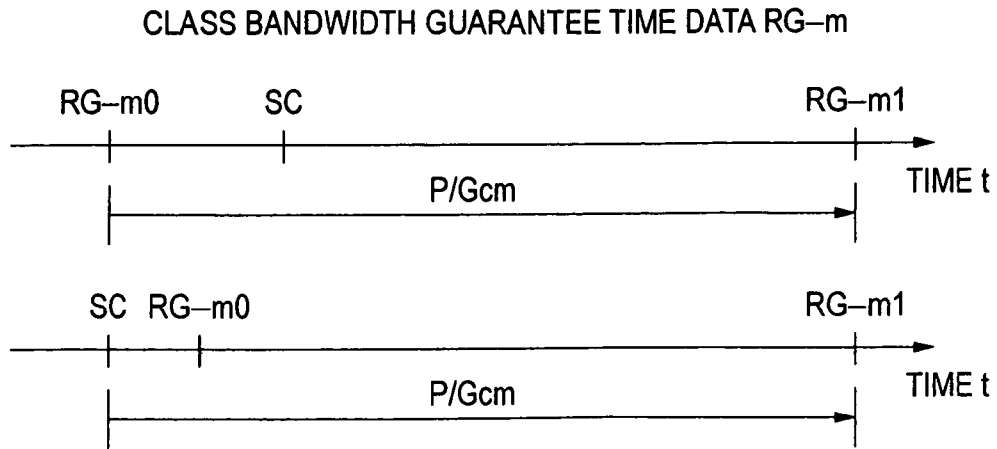 CLASS BANDWIDTH GUARANTEE TIME DATA RG–m
RG–m0 SC RG–m1
TIME t
P/Gcm
SC RG–m0 RG–m1
TIME t
P/Gcm